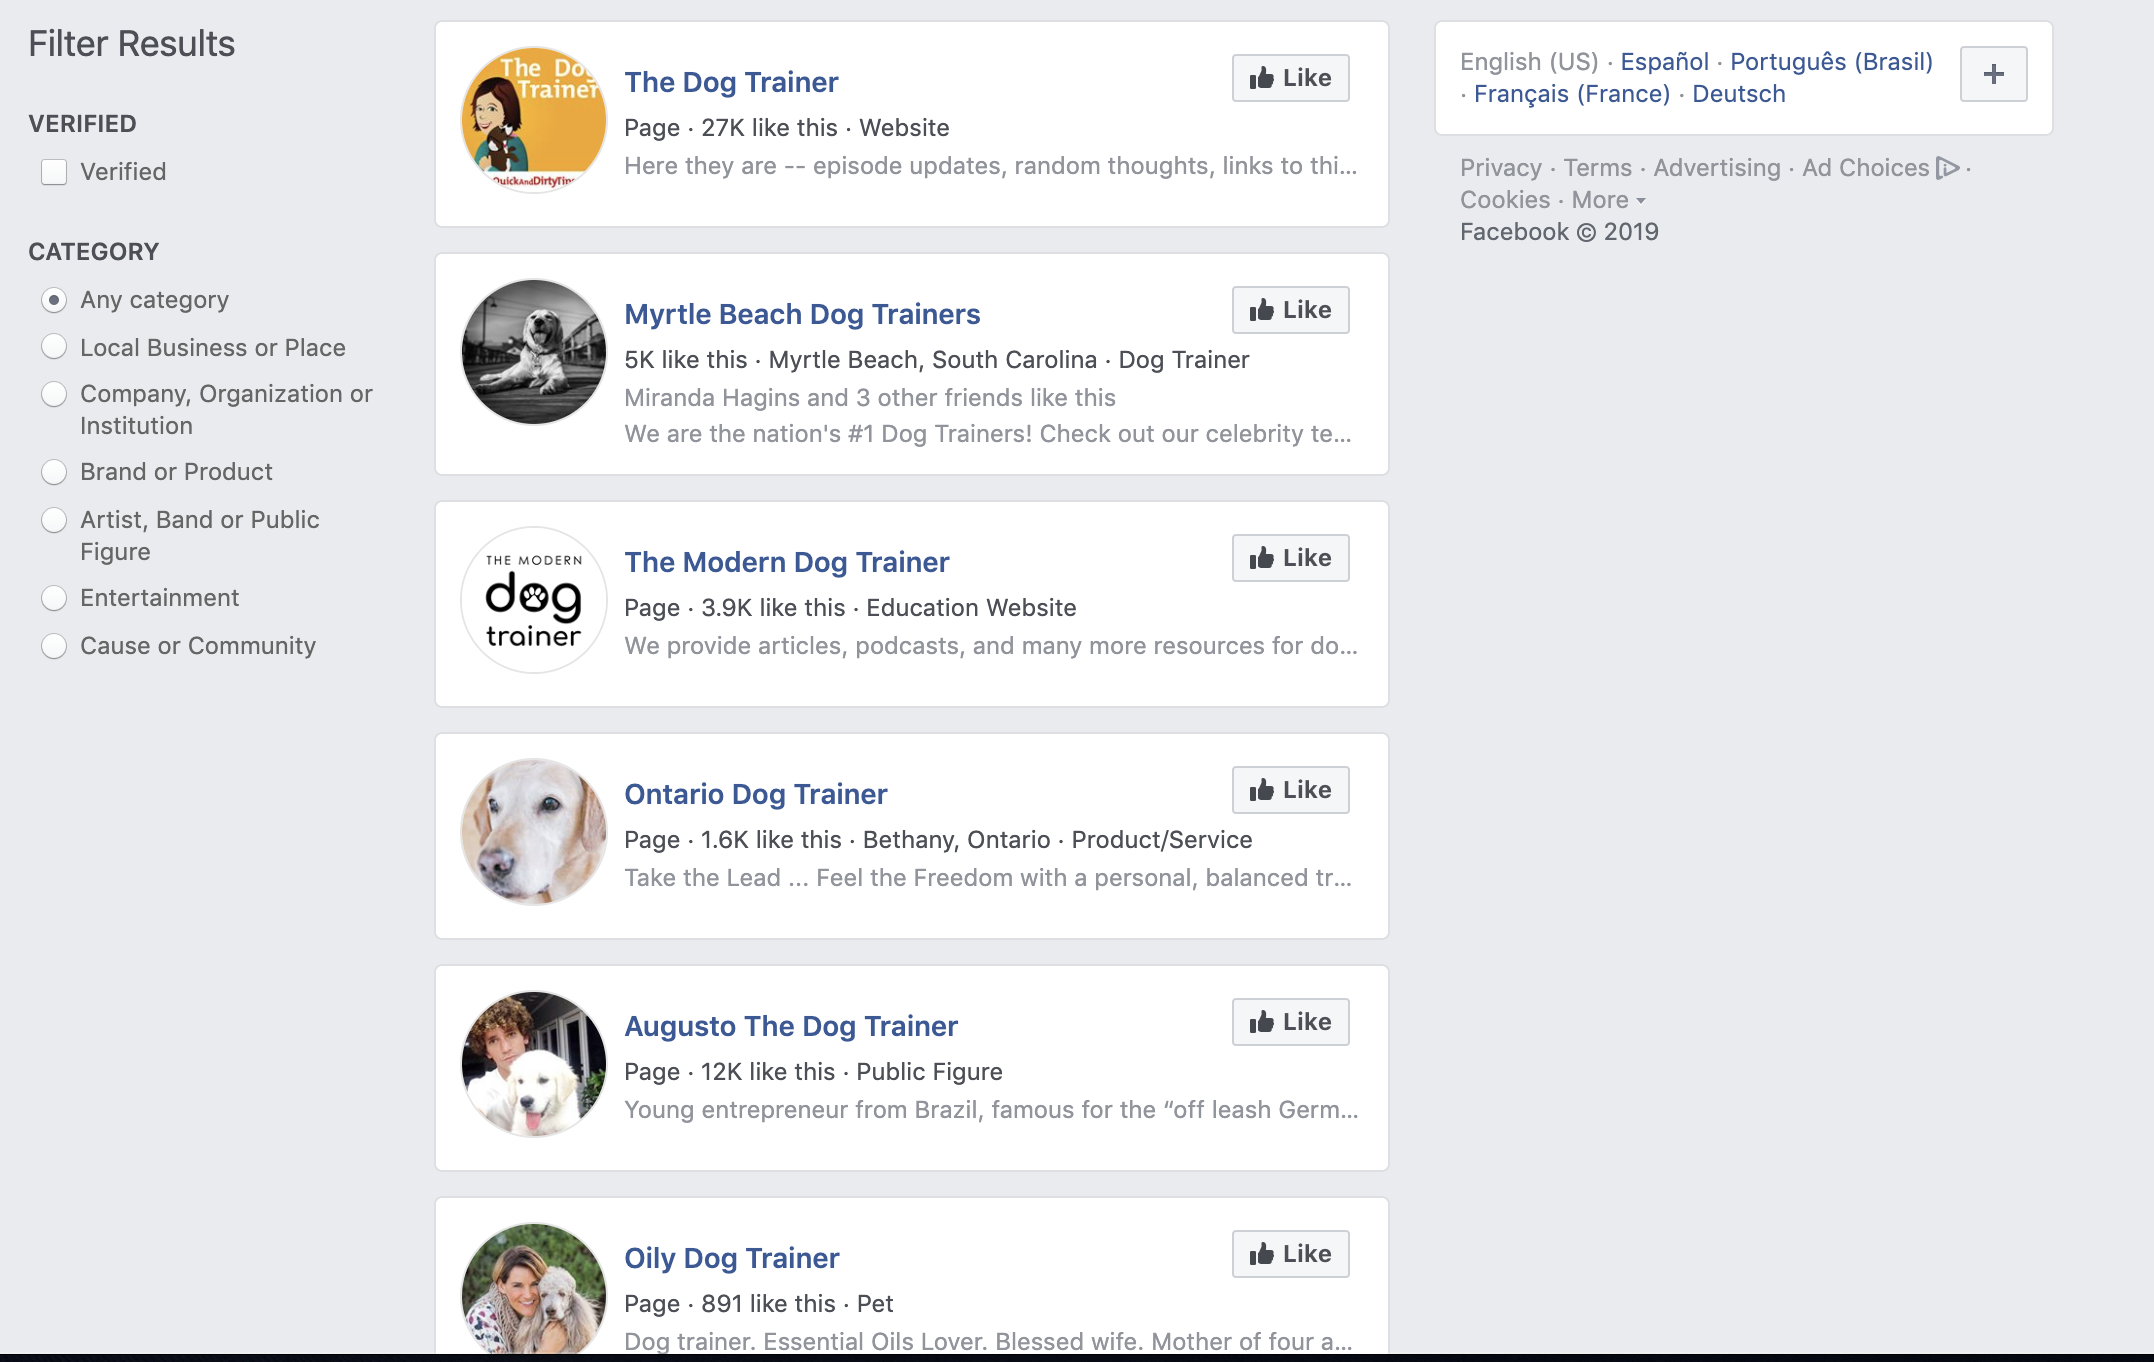 Filter Results
VERIFIED
Verified
CATEGORY
Any category
Local Business or Place
Company, Organization or
Institution
Brand or Product
Artist, Band or Public
Figure
Entertainment
Cause or Community
The Dog
Trainer
QuickAndDirtyTips
The Dog Trainer
Like
Page · 27K like this · Website
Here they are -- episode updates, random thoughts, links to thi...
Myrtle Beach Dog Trainers
Like
5K like this · Myrtle Beach, South Carolina · Dog Trainer
Miranda Hagins and 3 other friends like this
We are the nation's #1 Dog Trainers! Check out our celebrity te...
THE MODERN
dog
trainer
The Modern Dog Trainer
Like
Page · 3.9K like this · Education Website
We provide articles, podcasts, and many more resources for do...
Ontario Dog Trainer
Like
Page · 1.6K like this · Bethany, Ontario · Product/Service
Take the Lead ... Feel the Freedom with a personal, balanced tr...
Augusto The Dog Trainer
Like
Page · 12K like this · Public Figure
Young entrepreneur from Brazil, famous for the “off leash Germ...
Oily Dog Trainer
Like
Page · 891 like this · Pet
Dog trainer. Essential Oils Lover. Blessed wife. Mother of four a...
English (US) · Español · Português (Brasil)
· Français (France) · Deutsch
+
Privacy · Terms · Advertising · Ad Choices ·
Cookies · More
Facebook © 2019